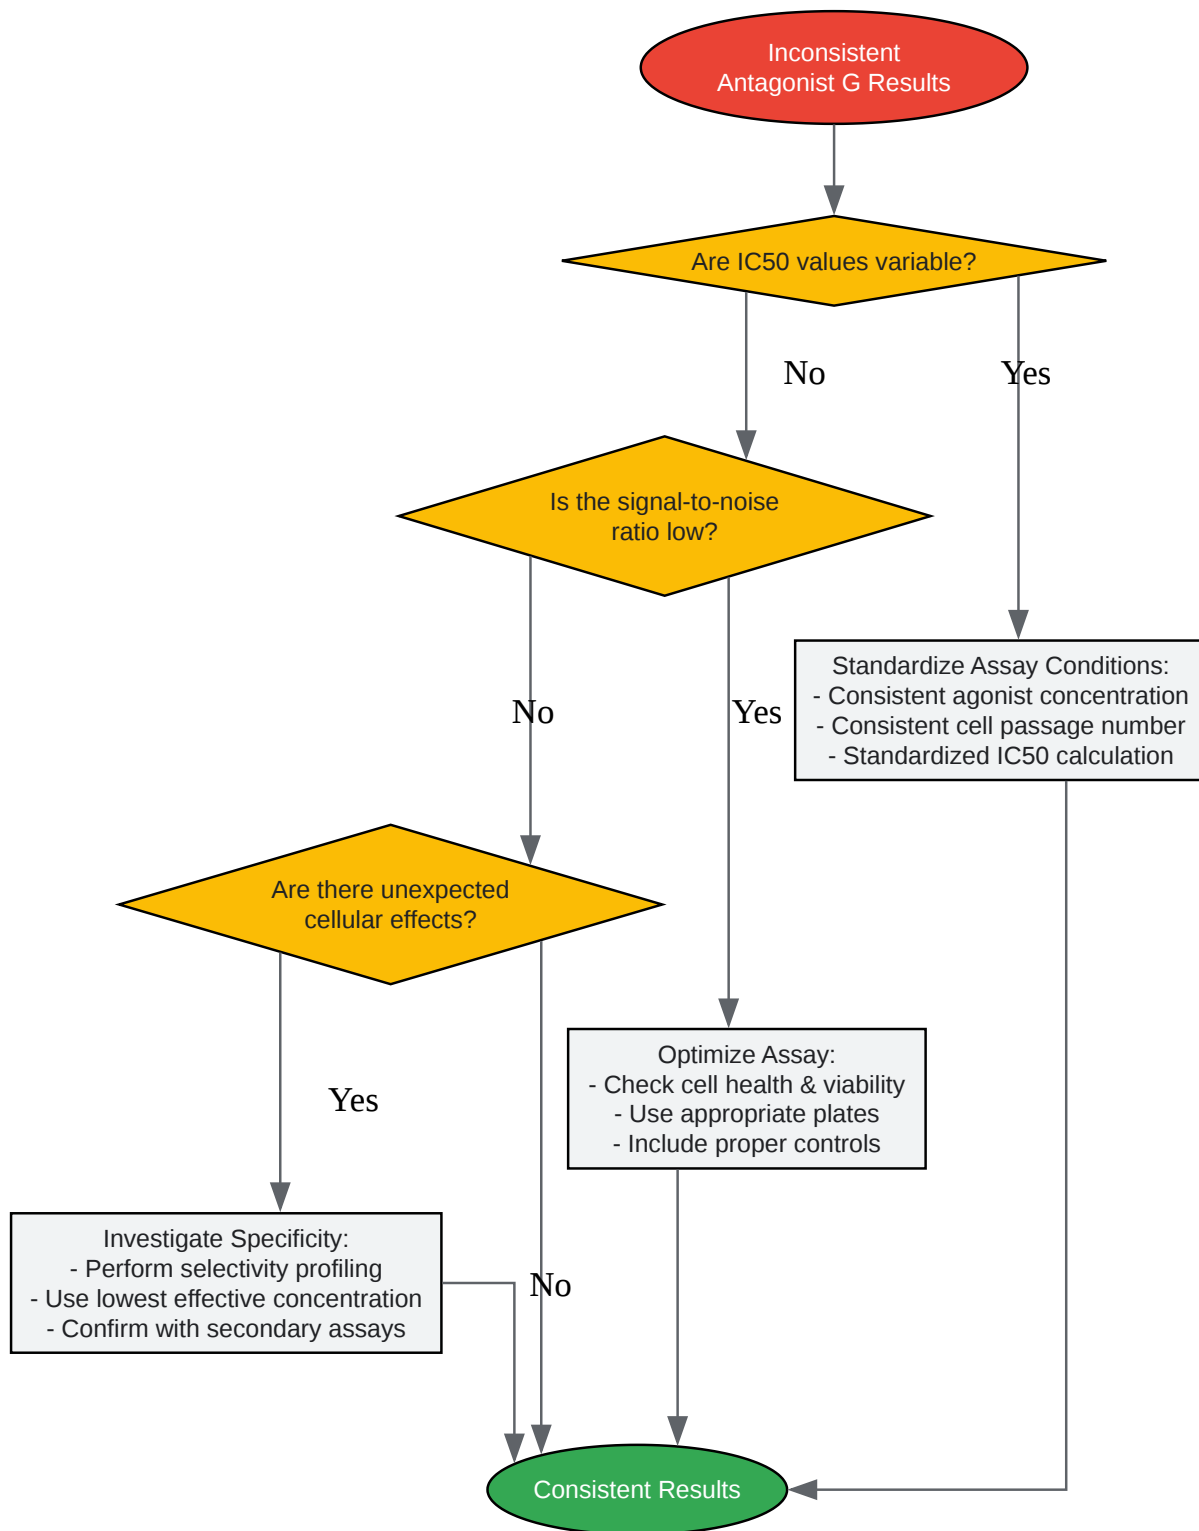 Inconsistent
Antagonist G Results
Are IC50 values variable?
No
Yes
Is the signal-to-noise
ratio low?
Standardize Assay Conditions:
- Consistent agonist concentration
- Consistent cell passage number
- Standardized IC50 calculation
No
Yes
Are there unexpected
cellular effects?
Optimize Assay:
- Check cell health & viability
- Use appropriate plates
- Include proper controls
Yes
Investigate Specificity:
- Perform selectivity profiling
- Use lowest effective concentration
- Confirm with secondary assays
No
Consistent Results